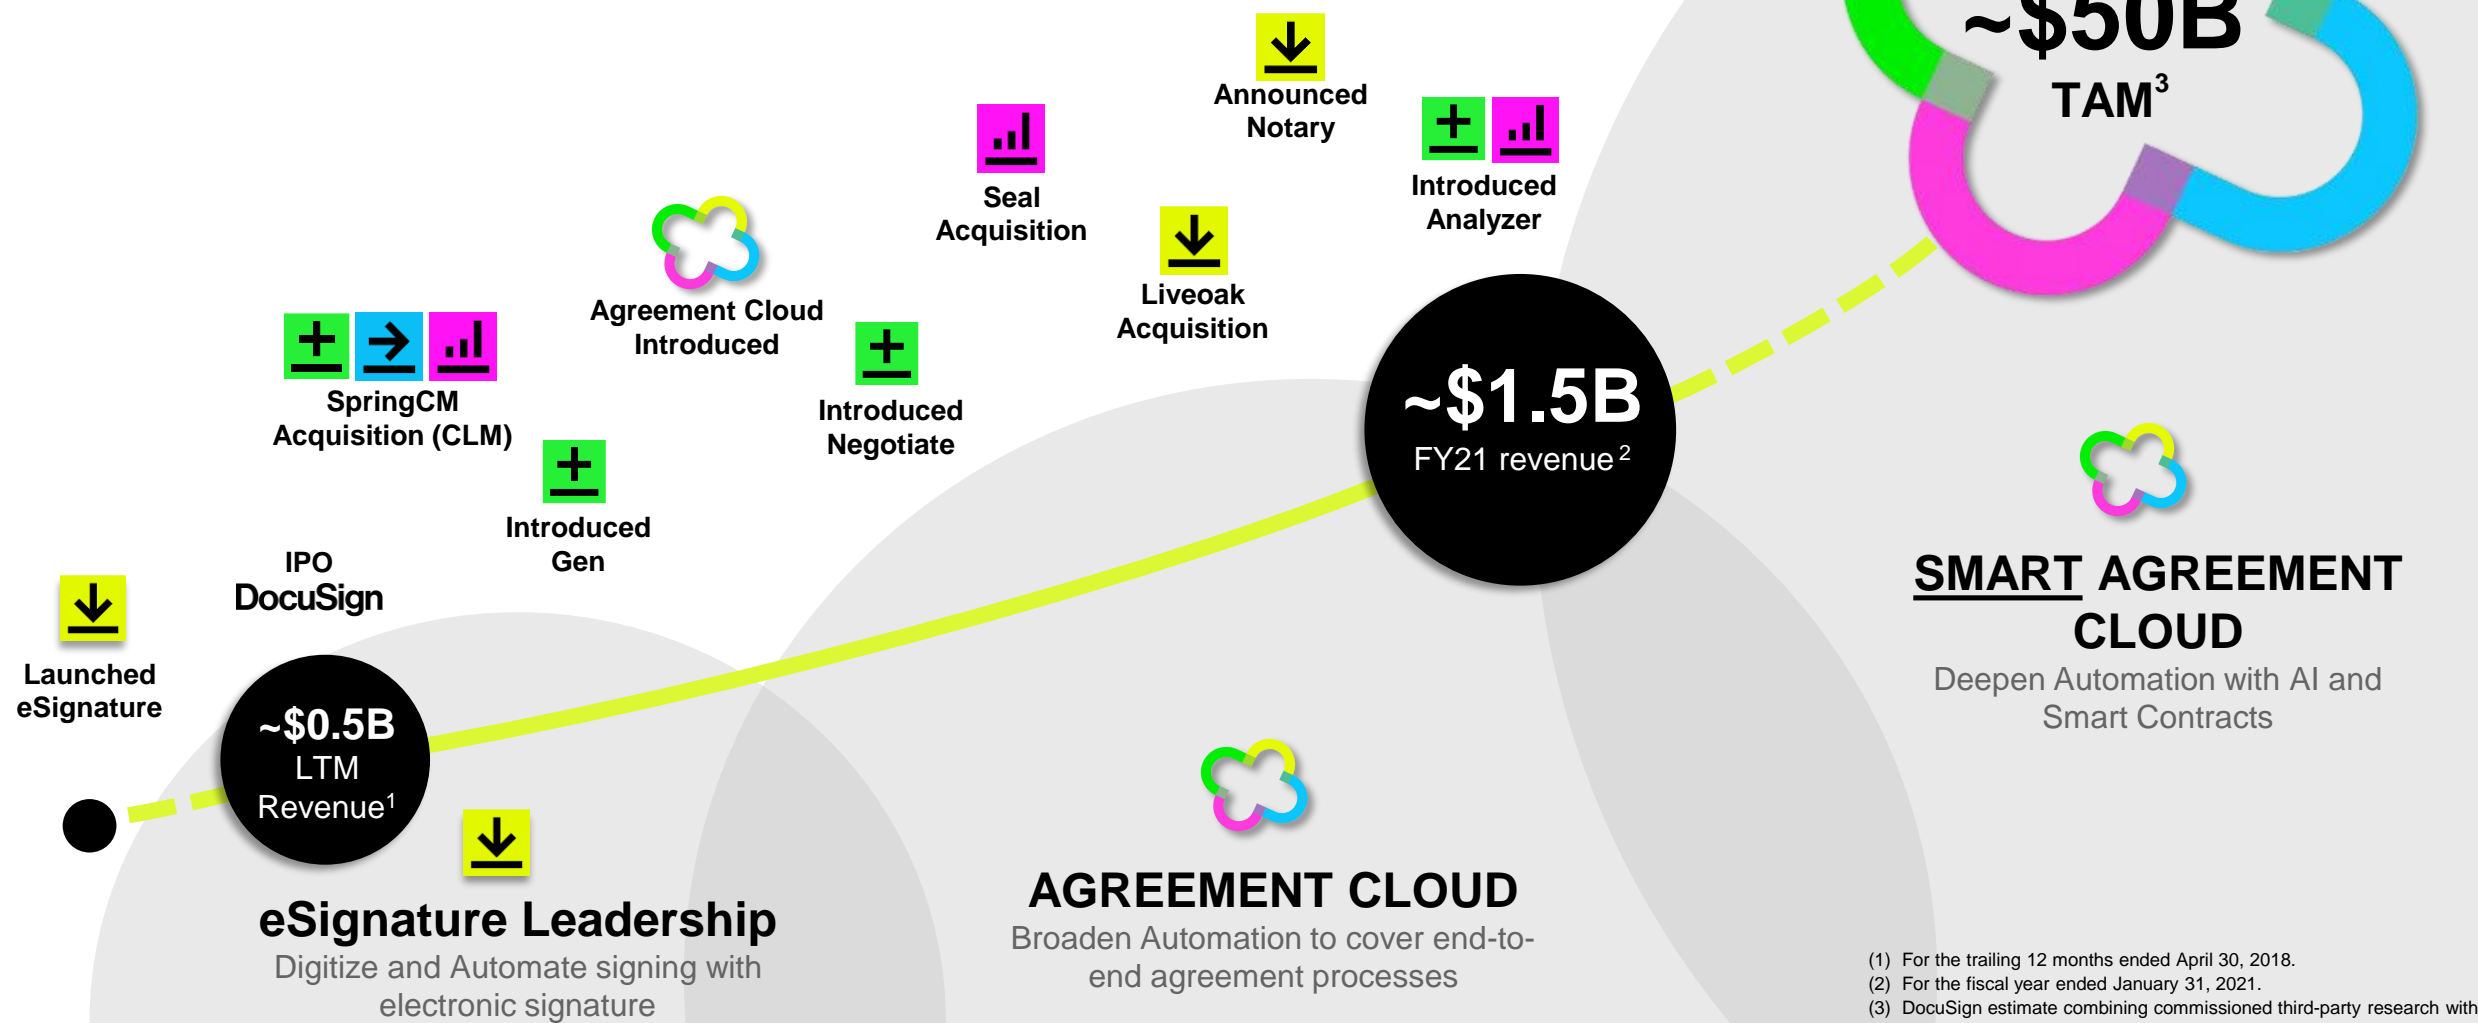 ~$50B
TAM3
Announced
Notary
Introduced
Analyzer
Seal
Acquisition
Liveoak
Acquisition
Agreement Cloud
Introduced
Introduced
Negotiate
SpringCM
Acquisition (CLM)
Introduced
Gen
IPO
DocuSign
Launched
eSignature
~$0.5B
LTM
Revenue1
~$1.5B
FY21 revenue2
eSignature Leadership
Digitize and Automate signing with
electronic signature
AGREEMENT CLOUD
Broaden Automation to cover end-to-
end agreement processes
SMART AGREEMENT
CLOUD
Deepen Automation with AI and
Smart Contracts
(1) For the trailing 12 months ended April 30, 2018.
(2) For the fiscal year ended January 31, 2021.
(3) DocuSign estimate combining commissioned third-party research with